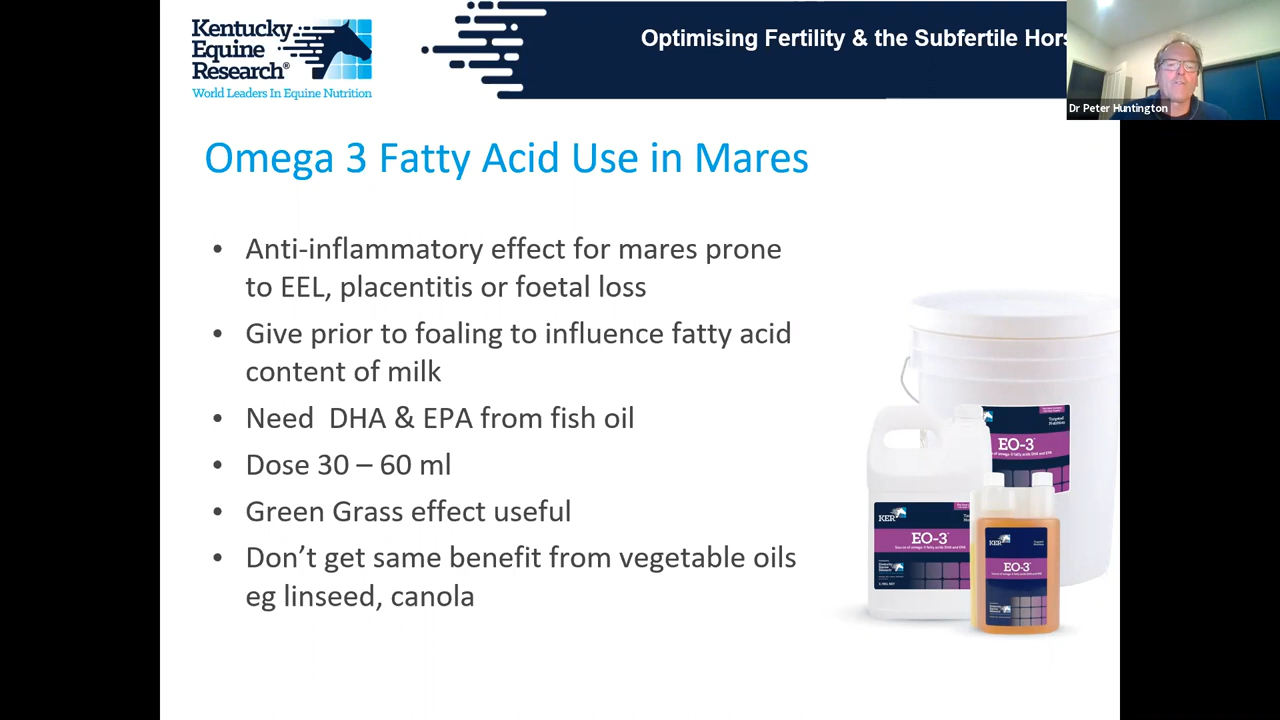 Kentucky
Equine
Research®
World Leaders In Equine Nutrition
Optimising Fertility & the Subfertile Hors
Dr Peter Huntington
Omega 3 Fatty Acid Use in Mares
• Anti-inflammatory effect for mares prone
to EEL, placentitis or foetal loss
• Give prior to foaling to influence fatty acid
content of milk
• Need DHA & EPA from fish oil
• Dose 30 – 60 ml
• Green Grass effect useful
• Don’t get same benefit from vegetable oils
eg linseed, canola
EO-3
KER
EO-3
KER
EO-3